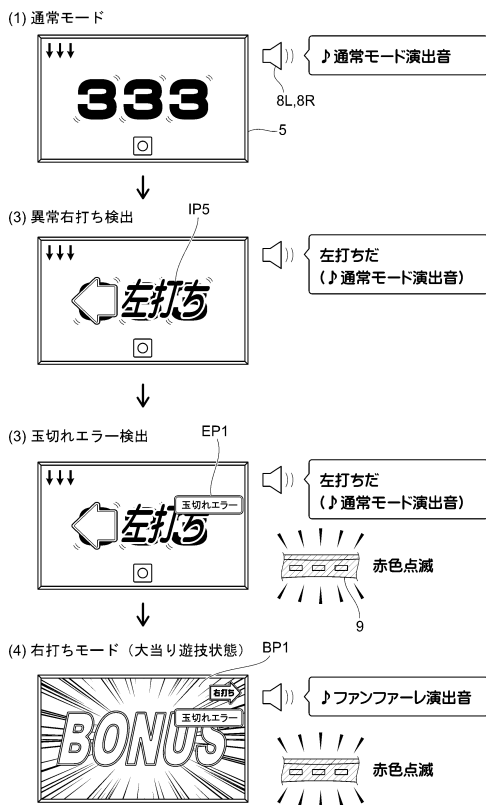 (1) 通常モード
↓↓↓
333
♪通常モード演出音
8L,8R
5
(3) 異常右打ち検出
IP5
↓↓↓
左打ち
左打ちだ
(♪通常モード演出音)
(3) 玉切れエラー検出
EP1
↓↓↓
左打ち
玉切れエラー
左打ちだ
(♪通常モード演出音)
赤色点滅
9
(4) 右打ちモード（大当り遊技状態）
BP1
右打ち
玉切れエラー
BONUS
♪ファンファーレ演出音
赤色点滅